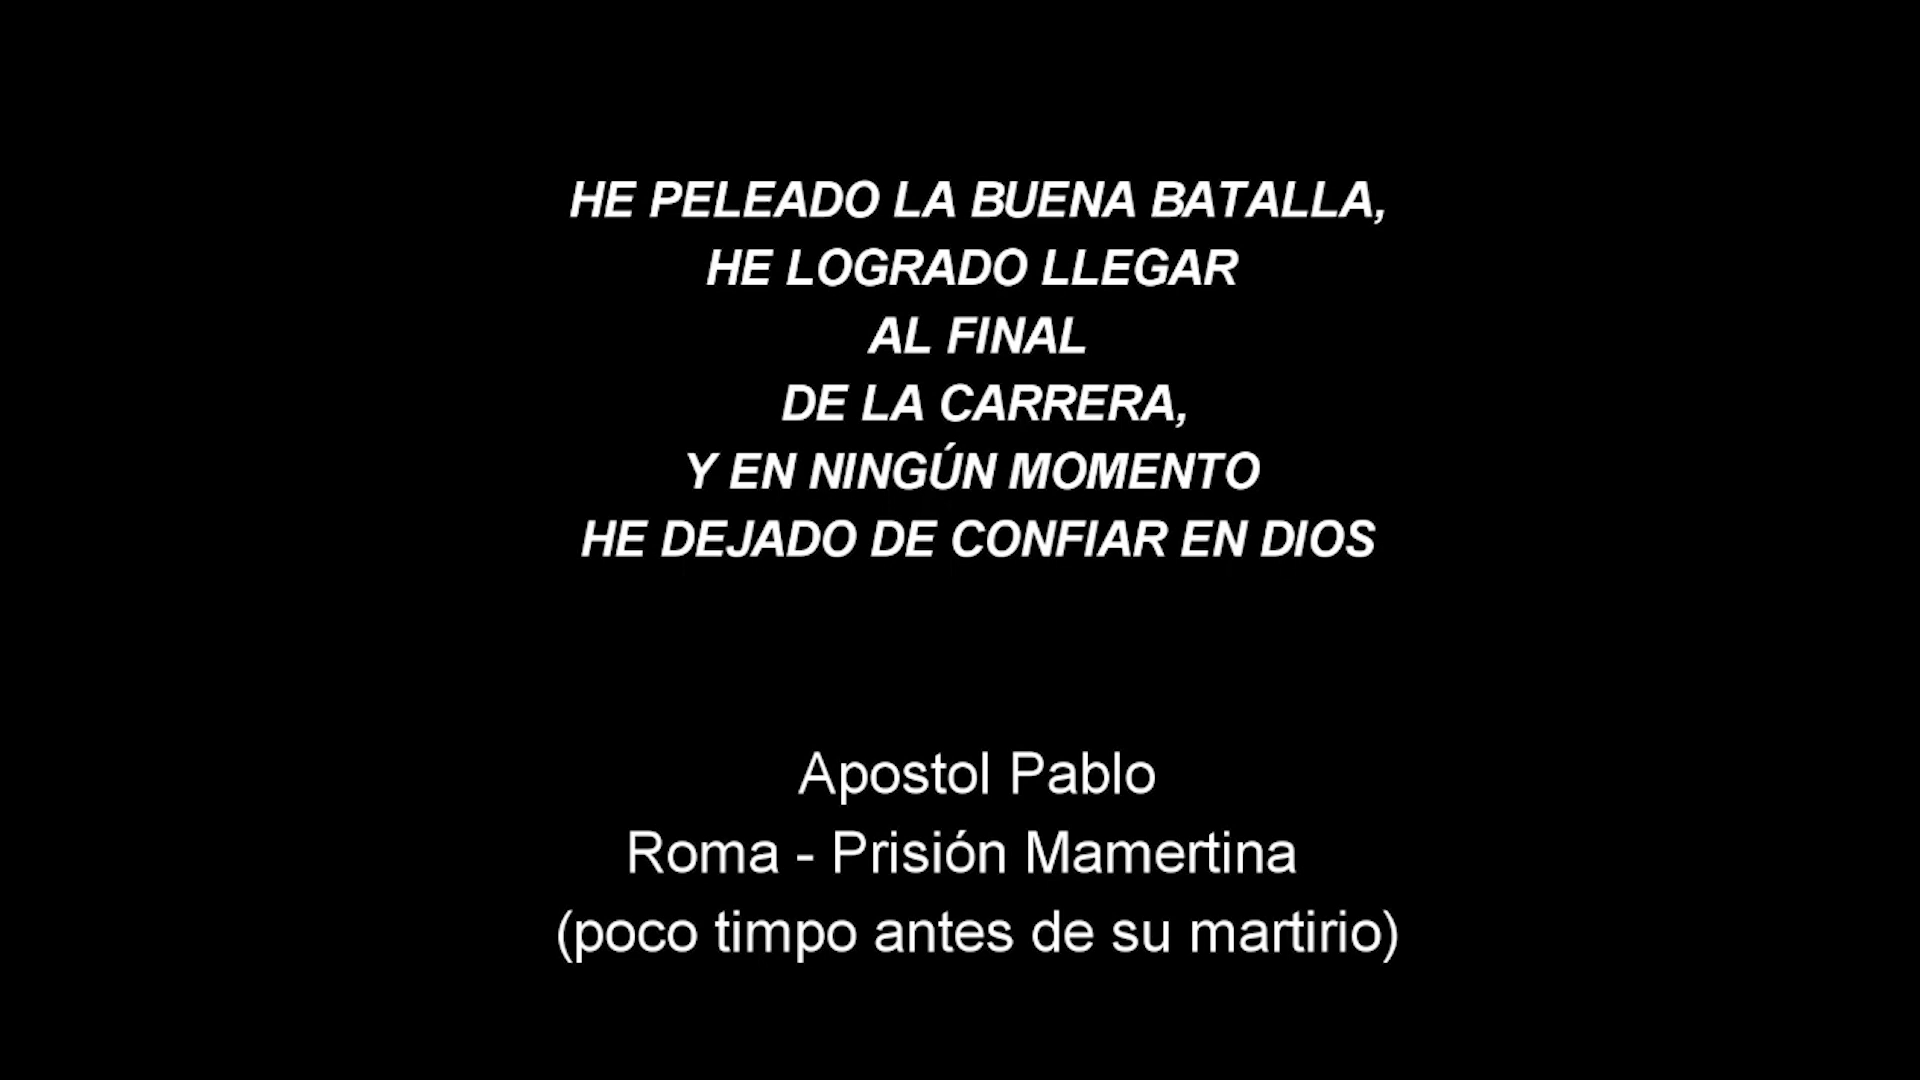 HE PELEADO LA BUENA BATALLA,
HE LOGRADO LLEGAR
AL FINAL
DE LA CARRERA,
Y EN NINGÚN MOMENTO
HE DEJADO DE CONFIAR EN DIOS
Apostol Pablo
Roma - Prisión Mamertina
(poco timpo antes de su martirio)